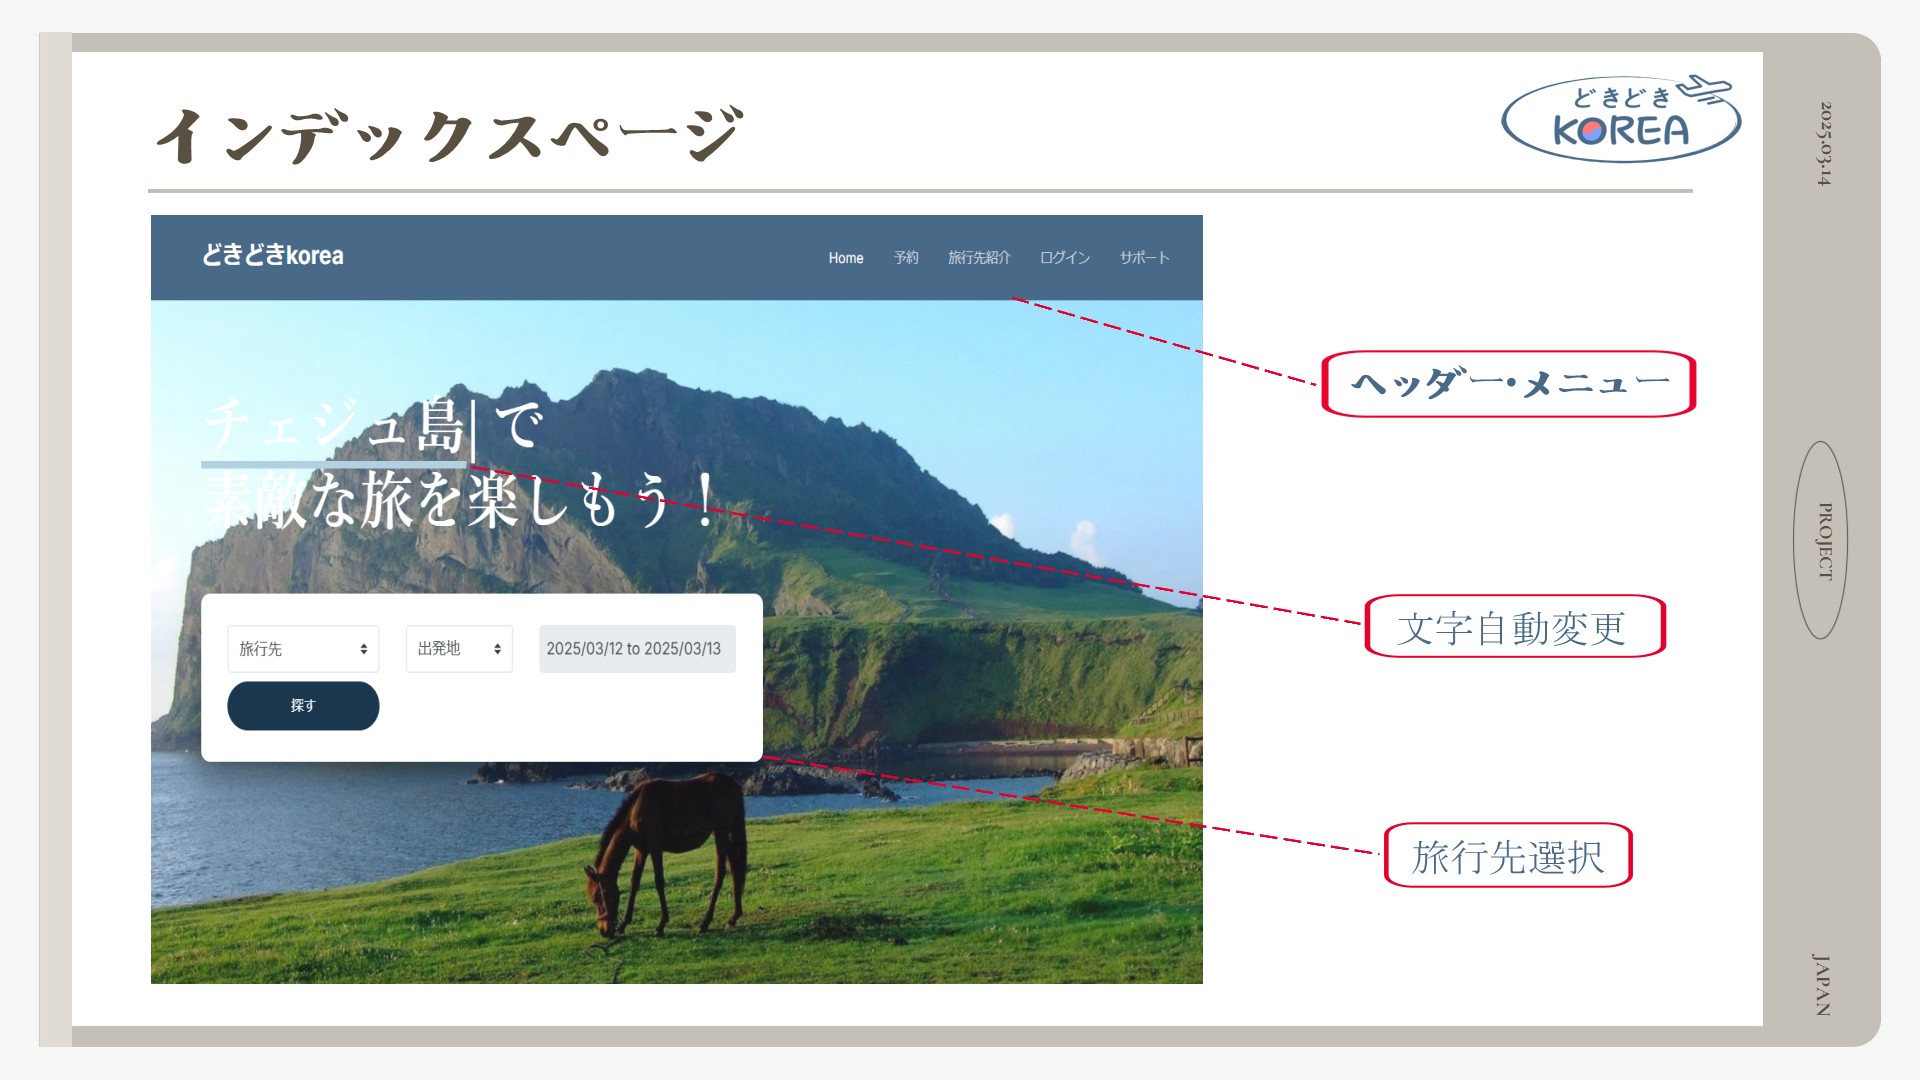 インデックスページ
どきどき
KOREA
2025.03.14
どきどきkorea
Home 予約 旅行先紹介 ログイン サポート
ヘッダー・メニュー
チェジュ島| で
素敵な旅を楽しもう！
PROJECT
文字自動変更
旅行先 出発地 2025/03/12 to 2025/03/13
探す
旅行先選択
JAPAN